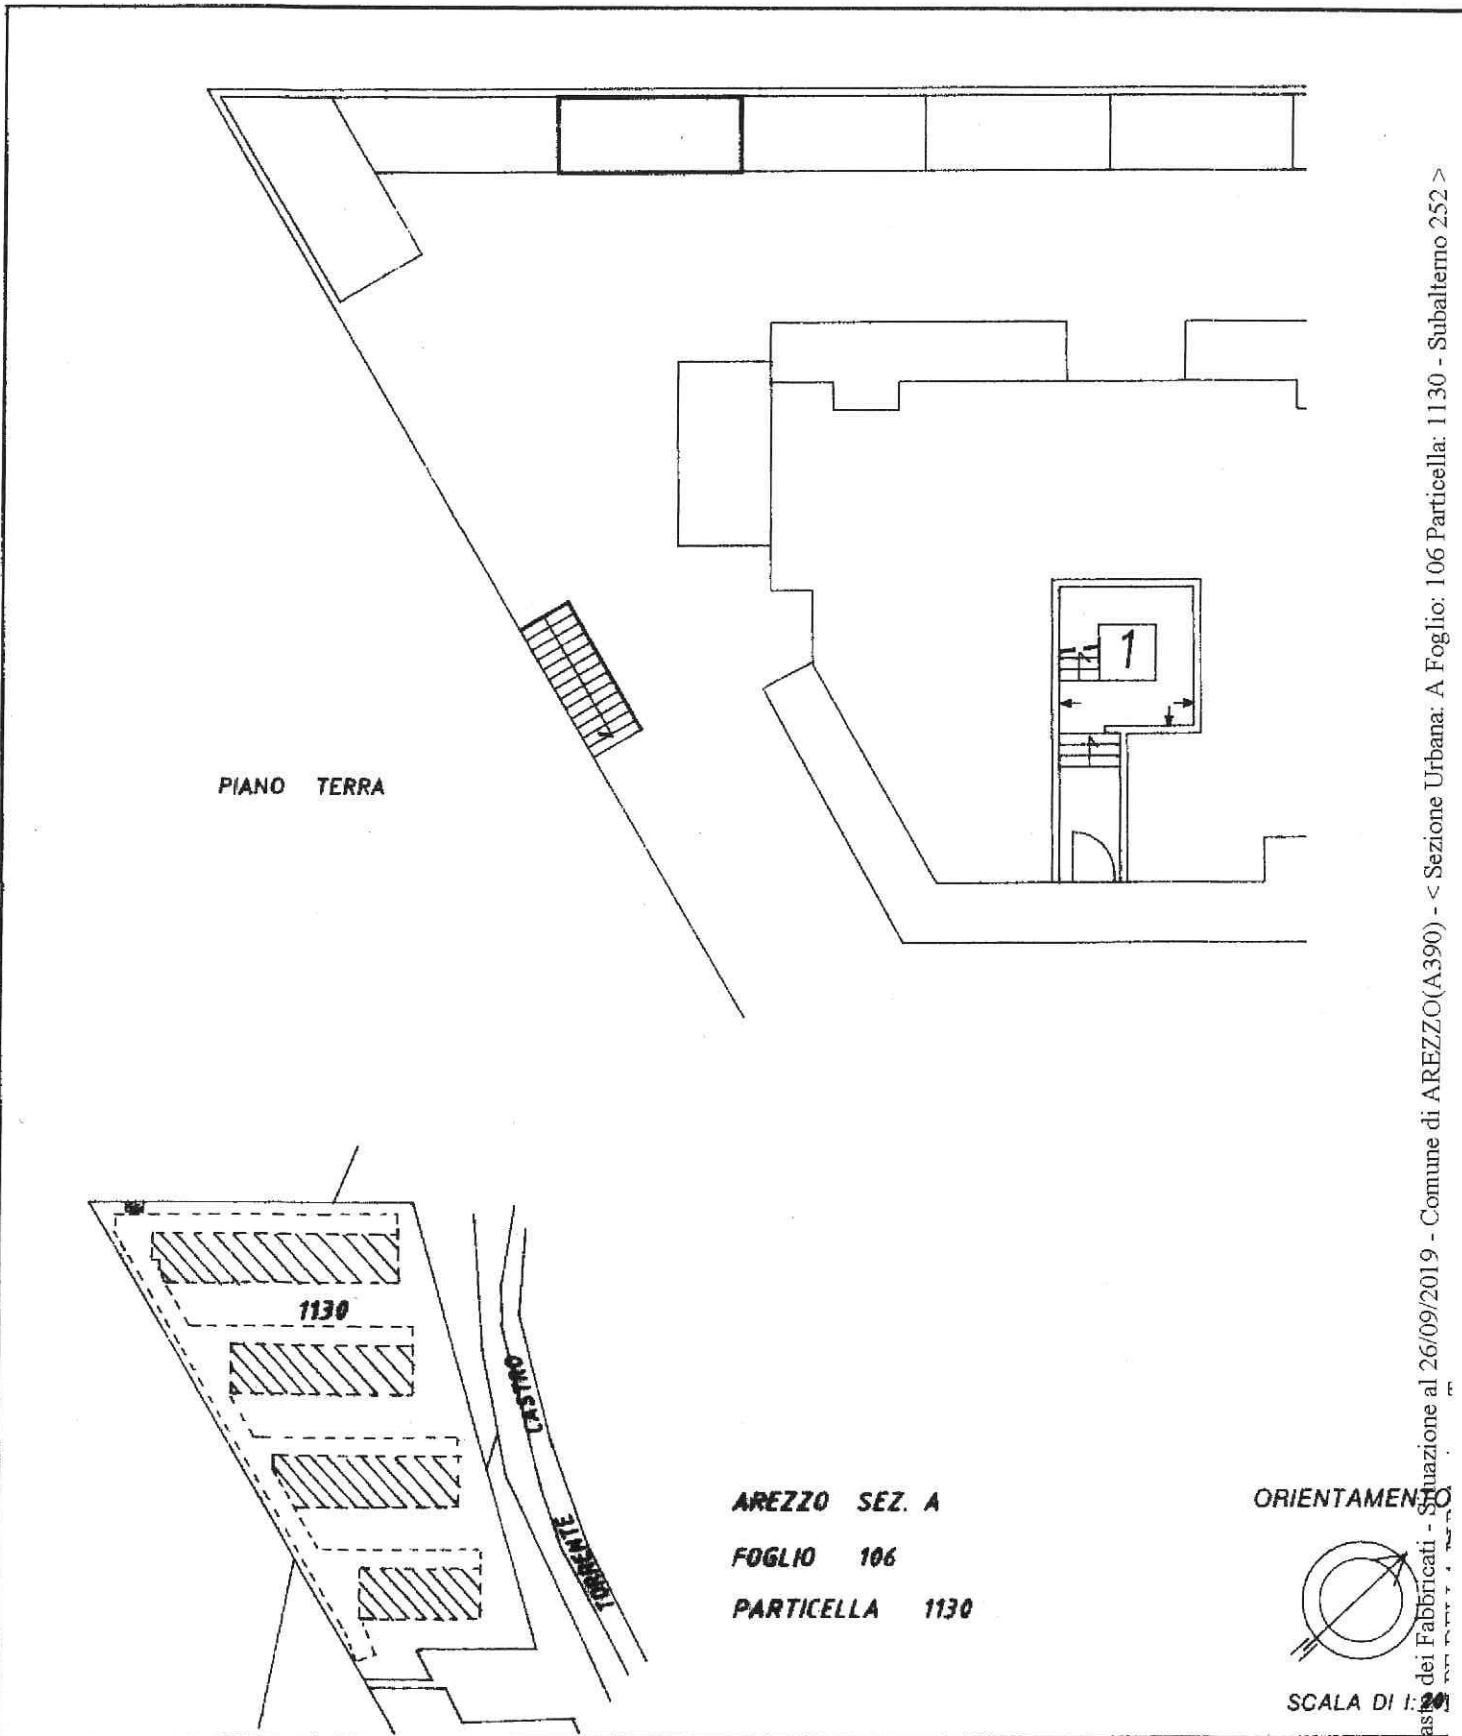 PIANO TERRA
1
1130
CASTRO
TORRENTE
AREZZO SEZ. A
FOGLIO 106
PARTICELLA 1130
ORIENTAMENTO
SCALA DI 1:
dei Fabbricati - Situazione al 26/09/2019 - Comune di AREZZO(A390) - < Sezione Urbana: A Foglio: 106 Particella: 1130 - Subalterno 252 >